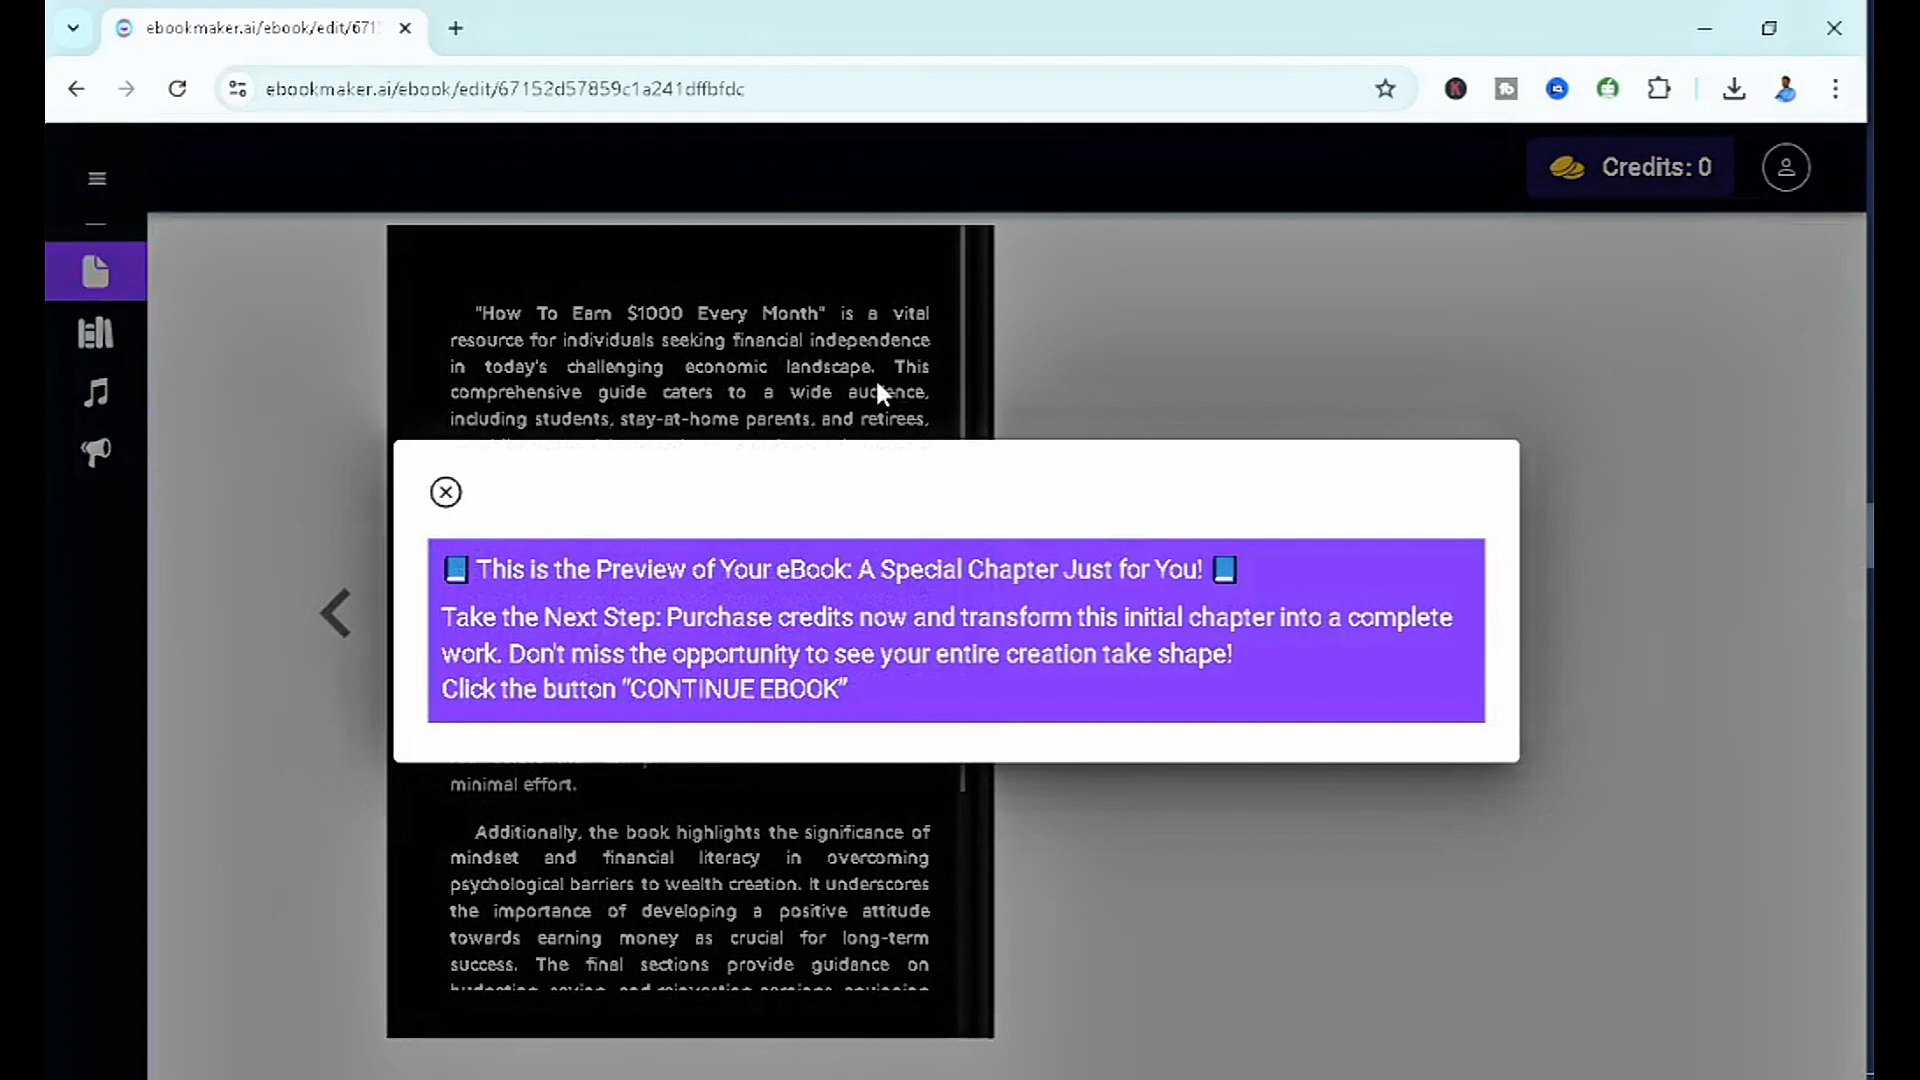 ebookmaker.ai/ebook/edit/671
ebookmaker.ai/ebook/edit/67152d57859c1a241dffbfdc
Credits: 0
"How To Earn $1000 Every Month" is a vital
resource for individuals seeking financial independence
in today's challenging economic landscape. This
comprehensive guide caters to a wide audience,
including students, stay-at-home parents, and retirees,
📘 This is the Preview of Your eBook: A Special Chapter Just for You! 📘
Take the Next Step: Purchase credits now and transform this initial chapter into a complete
work. Don't miss the opportunity to see your entire creation take shape!
Click the button “CONTINUE EBOOK”
minimal effort.
Additionally, the book highlights the significance of
mindset and financial literacy in overcoming
psychological barriers to wealth creation. It underscores
the importance of developing a positive attitude
towards earning money as crucial for long-term
success. The final sections provide guidance on
budgeting, saving, and reinvesting earnings, equipping